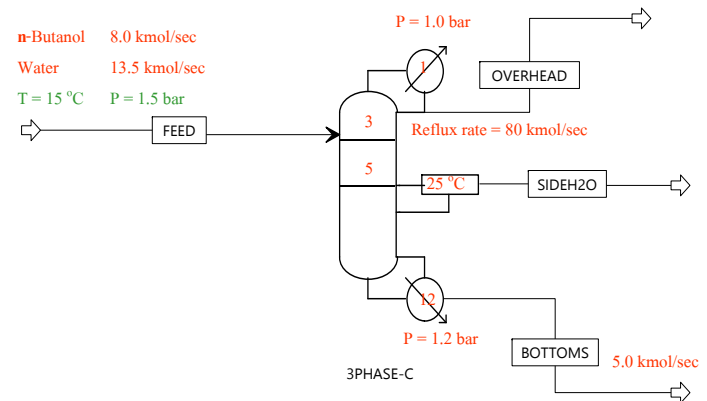 P = 1.0 bar
n-Butanol 8.0 kmol/sec
Water 13.5 kmol/sec
T = 15 °C P = 1.5 bar
1
OVERHEAD
FEED
3
Reflux rate = 80 kmol/sec
5
25 °C
SIDEH2O
12
P = 1.2 bar
BOTTOMS
5.0 kmol/sec
3PHASE-C